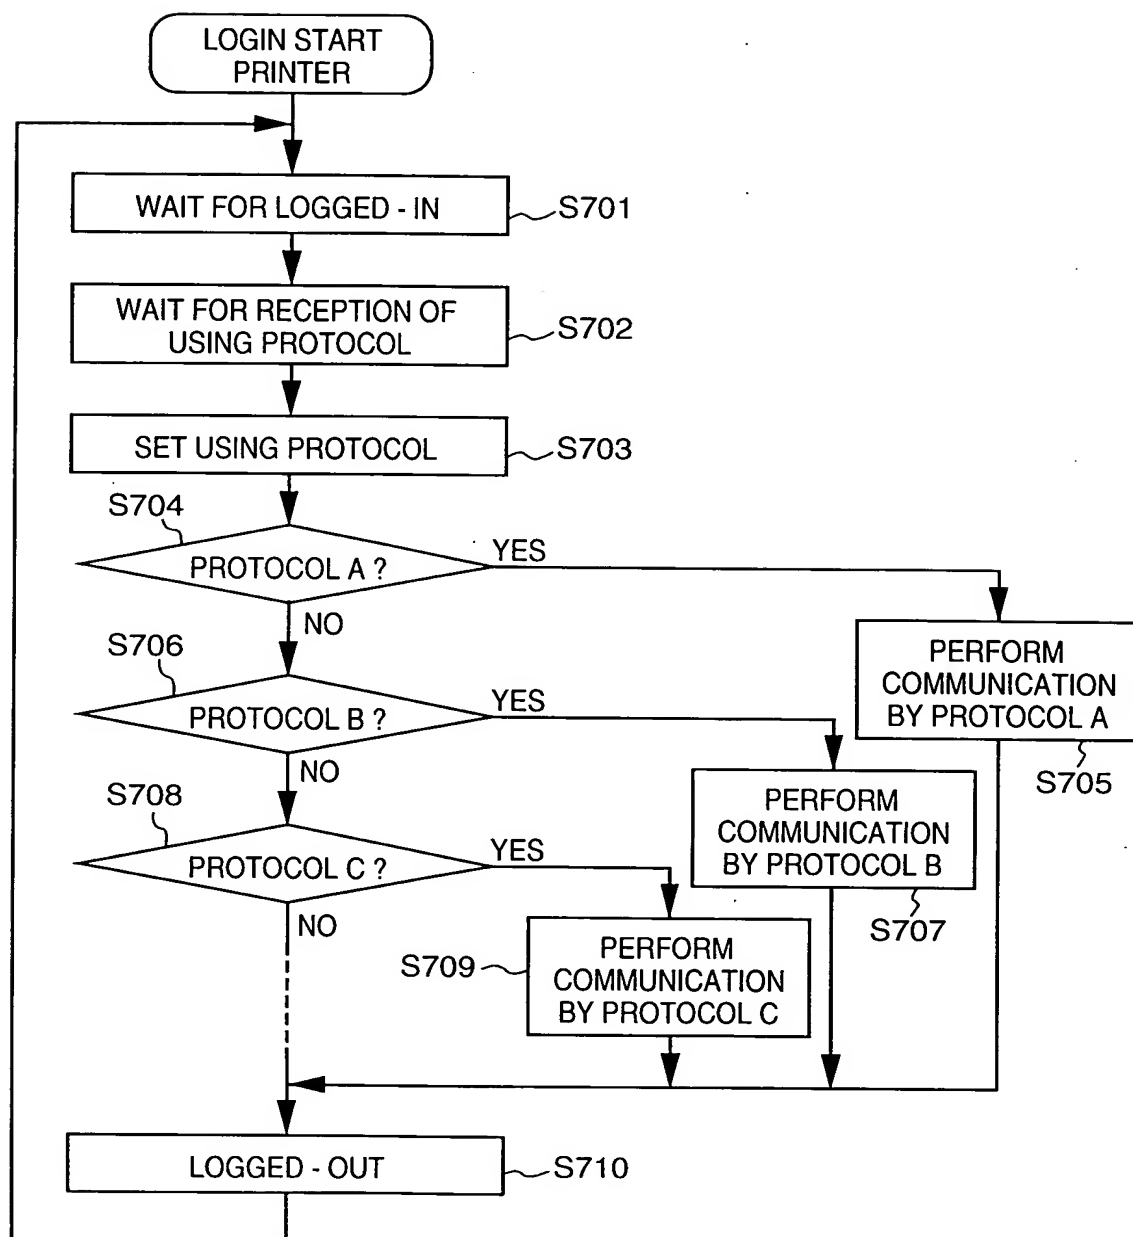 LOGIN START
PRINTER
WAIT FOR LOGGED - IN
S701
WAIT FOR RECEPTION OF
USING PROTOCOL
S702
SET USING PROTOCOL
S703
S704
PROTOCOL A ?
YES
NO
PERFORM
COMMUNICATION
BY PROTOCOL A
S705
S706
PROTOCOL B ?
YES
NO
PERFORM
COMMUNICATION
BY PROTOCOL B
S707
S708
PROTOCOL C ?
YES
NO
S709
PERFORM
COMMUNICATION
BY PROTOCOL C
LOGGED - OUT
S710